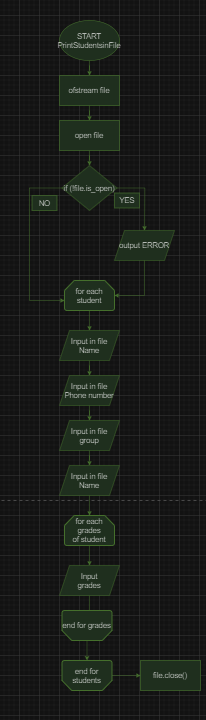 START
PrintStudentsinFile
ofstream file
open file
if (!file.is_open)
NO
YES
output ERROR
for each
student
Input in file
Name
Input in file
Phone number
Input in file
group
Input in file
Name
for each
grades
of student
Input
grades
end for grades
end for
students
file.close()